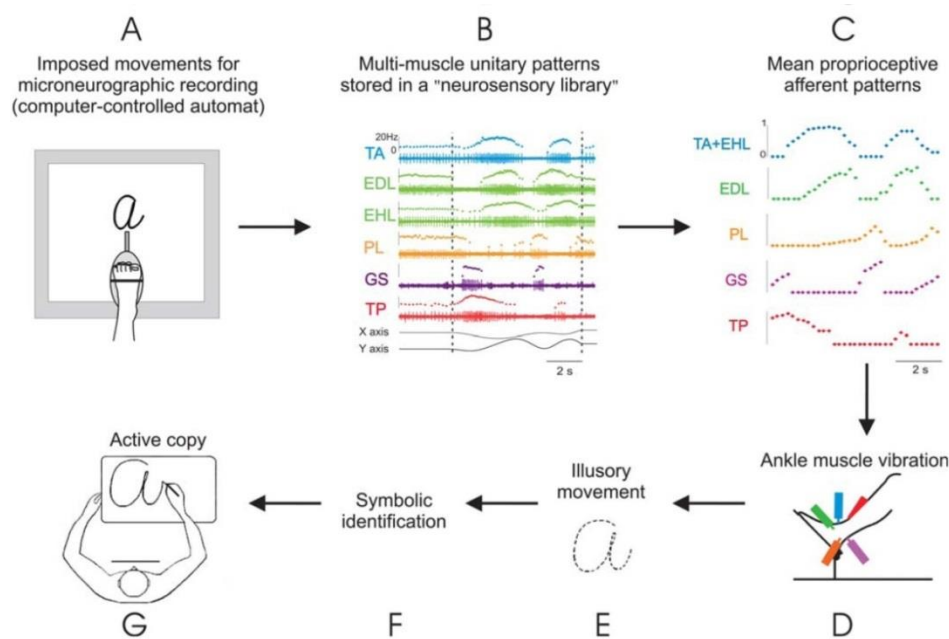 A
Imposed movements for
microneurographic recording
(computer-controlled automat)
a
B
Multi-muscle unitary patterns
stored in a "neurosensory library"
20Hz
0
TA
EDL
EHL
PL
GS
TP
X axis
Y axis
2 s
C
Mean proprioceptive
afferent patterns
1
0
TA+EHL
EDL
PL
GS
TP
2 s
Ankle muscle vibration
D
Illusory
movement
a
E
Symbolic
identification
F
Active copy
a
G